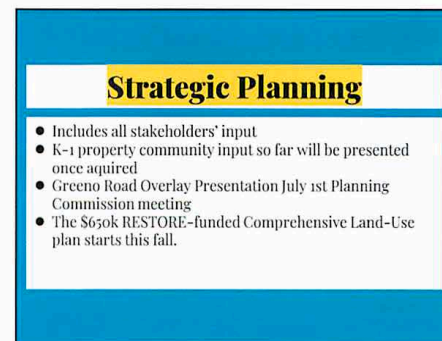 Strategic Planning
● Includes all stakeholders' input
● K-1 property community input so far will be presented
once aquired
● Greeno Road Overlay Presentation July 1st Planning
Commission meeting
● The $650k RESTORE-funded Comprehensive Land-Use
plan starts this fall.